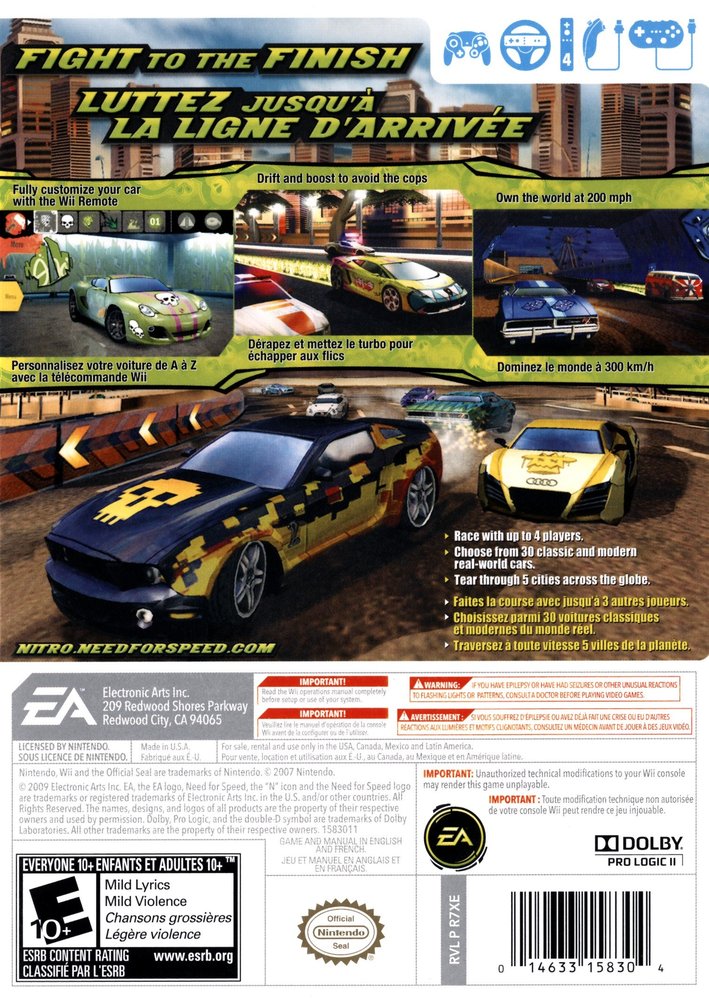 4
FIGHT TO THE FINISH
LUTTEZ JUSQU'À
LA LIGNE D'ARRIVÉE
Fully customize your car
with the Wii Remote
Drift and boost to avoid the cops
Own the world at 200 mph
01
Menu
Personnalisez votre voiture de A à Z
avec la télécommande Wii
Dérapez et mettez le turbo pour
échapper aux flics
Dominez le monde à 300 km/h
Race with up to 4 players.
Choose from 30 classic and modern
real-world cars.
Tear through 5 cities across the globe.
Faites la course avec jusqu'à 3 autres joueurs.
Choisissez parmi 30 voitures classiques
et modernes du monde réel.
Traversez à toute vitesse 5 villes de la planète.
NITRO.NEEDFORSPEED.COM
EA
Electronic Arts Inc.
209 Redwood Shores Parkway
Redwood City, CA 94065
IMPORTANT!
Read the Wii operations manual completely
before setup or use of your system.
IMPORTANT!
Veuillez lire le manuel d'opération de la console
Wii avant de la configurer ou de l'utiliser.
WARNING: IF YOU HAVE EPILEPSY OR HAVE HAD SEIZURES OR OTHER UNUSUAL REACTIONS
TO FLASHING LIGHTS OR PATTERNS, CONSULT A DOCTOR BEFORE PLAYING VIDEO GAMES.
AVERTISSEMENT: SI VOUS SOUFFREZ D'ÉPILEPSIE OU AVEZ DÉJÀ FAIT UNE CRISE OU EU D'AUTRES
RÉACTIONS AUX LUMIÈRES ET MOTIFS CLIGNOTANTS, CONSULTEZ UN MÉDECIN AVANT DE JOUER À DES JEUX VIDÉO.
LICENSED BY NINTENDO.
SOUS LICENCE DE NINTENDO.
Made in U.S.A.
Fabriqué aux É.-U.
For sale, rental and use only in the USA, Canada, Mexico and Latin America.
Pour vente, location et utilisation aux É.-U., au Canada, au Mexique et en Amérique latine.
Nintendo, Wii and the Official Seal are trademarks of Nintendo. © 2007 Nintendo.
© 2009 Electronic Arts Inc. EA, the EA logo, Need for Speed, the "N" icon and the Need for Speed logo
are trademarks or registered trademarks of Electronic Arts Inc. in the U.S. and/or other countries. All
Rights Reserved. The names, designs, and logos of all products are the property of their respective
owners and used by permission. Dolby, Pro Logic, and the double-D symbol are trademarks of Dolby
Laboratories. All other trademarks are the property of their respective owners. 1583011
GAME AND MANUAL IN ENGLISH
AND FRENCH.
JEU ET MANUEL EN ANGLAIS ET
EN FRANÇAIS.
IMPORTANT: Unauthorized technical modifications to your Wii console
may render this game unplayable.
IMPORTANT : Toute modification technique non autorisée
de votre console Wii peut rendre ce jeu injouable.
EA
DOLBY
PRO LOGIC II
EVERYONE 10+ ENFANTS ET ADULTES 10+ ™
E
10+
Mild Lyrics
Mild Violence
Chansons grossières
Légère violence
ESRB CONTENT RATING www.esrb.org
CLASSIFIÉ PAR L'ESRB
Official
Nintendo
Seal
RVL P R7XE
0 14633 15830 4